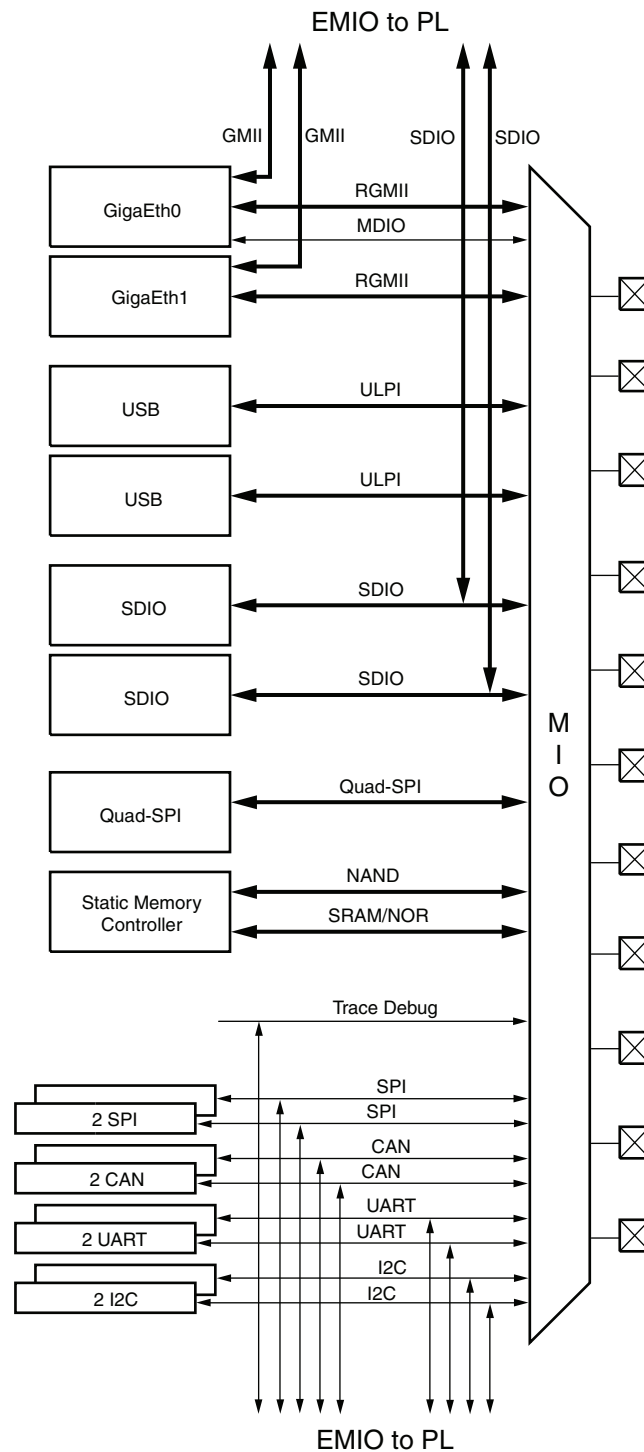 EMIO to PL
GMII
GMII
SDIO
SDIO
GigaEth0
RGMII
MDIO
GigaEth1
RGMII
USB
ULPI
USB
ULPI
SDIO
SDIO
SDIO
SDIO
M
I
O
Quad-SPI
Quad-SPI
Static Memory
Controller
NAND
SRAM/NOR
Trace Debug
SPI
2 SPI
SPI
CAN
2 CAN
CAN
UART
2 UART
UART
I2C
2 I2C
I2C
EMIO to PL